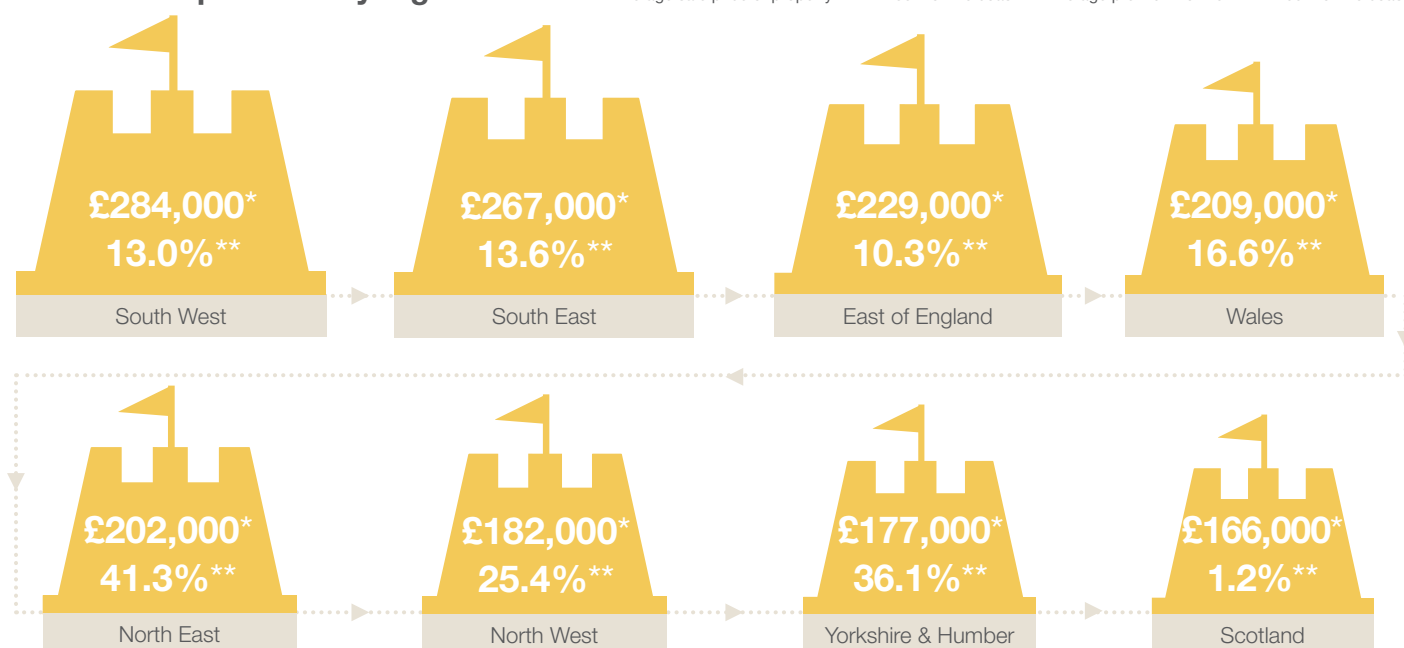 £284,000*
13.0%**
South West
£267,000*
13.6%**
South East
£229,000*
10.3%**
East of England
£209,000*
16.6%**
Wales
£202,000*
41.3%**
North East
£182,000*
25.4%**
North West
£177,000*
36.1%**
Yorkshire & Humber
£166,000*
1.2%**
Scotland